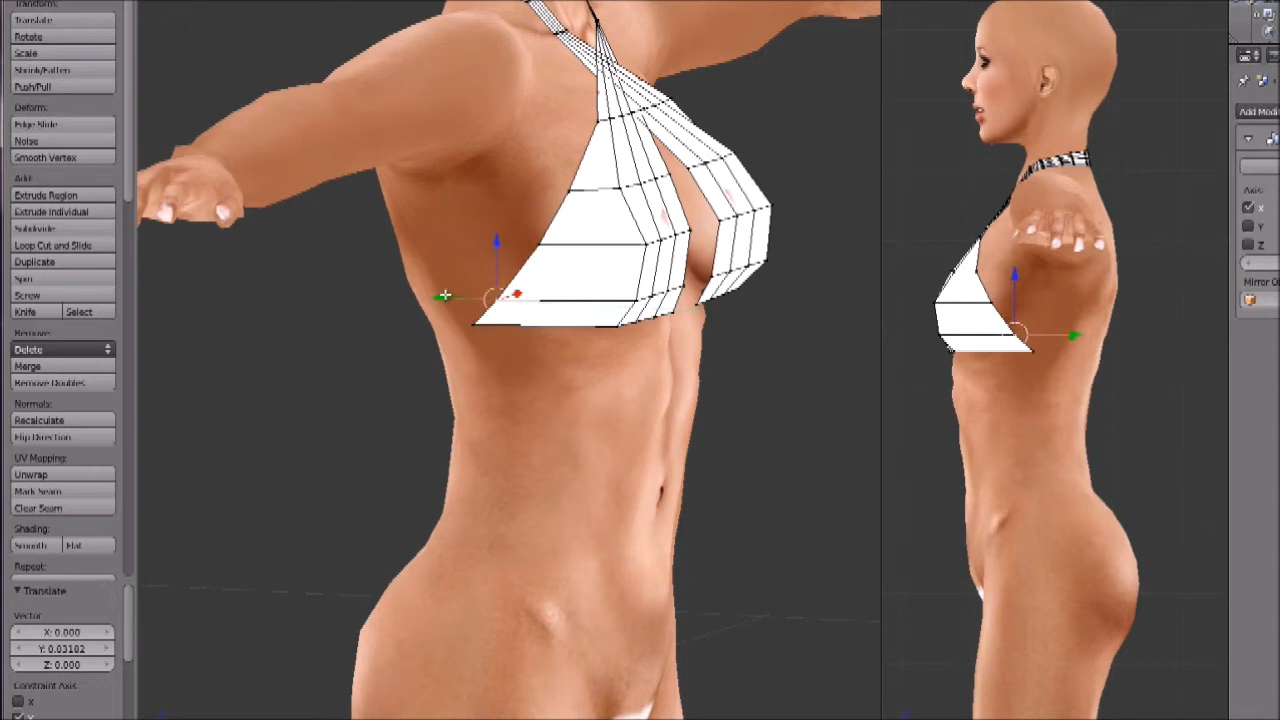 Transform:
Translate
Rotate
Scale
Shrink/Fatten
Push/Pull
Deform:
Edge Slide
Noise
Smooth Vertex
Add:
Extrude Region
Extrude Individual
Subdivide
Loop Cut and Slide
Duplicate
Spin
Screw
Knife Select
Remove:
Delete
Merge
Remove Doubles
Normals:
Recalculate
Flip Direction
UV Mapping:
Unwrap
Mark Seam
Clear Seam
Shading:
Smooth Flat
Repeat:
Translate
Vector
X: 0.000
Y: 0.03182
Z: 0.000
Constraint Axis
X
Add Modi
Axis:
X
Y
Z
Mirror O